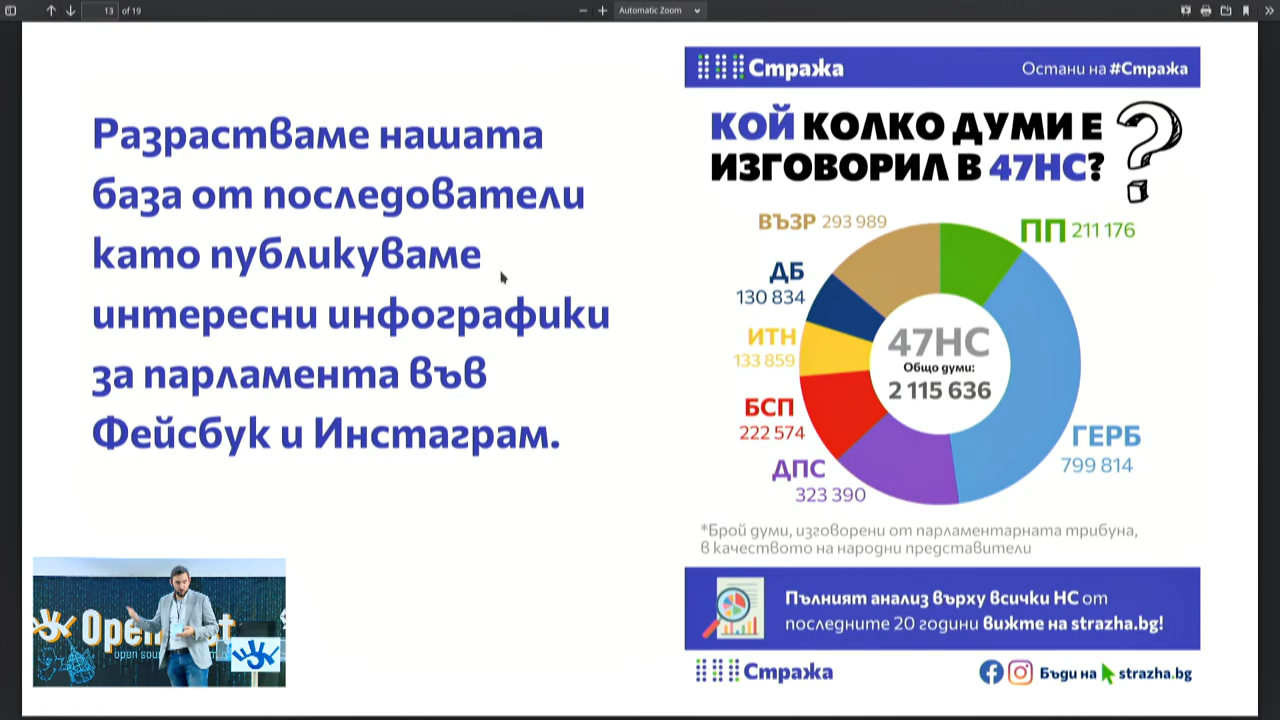 13 of 19
Automatic Zoom
Разрастваме нашата
база от последователи
като публикуваме
интересни инфографики
за парламента във
Фейсбук и Инстаграм.
Стража
Остани на #Стража
КОЙ КОЛКО ДУМИ Е
ИЗГОВОРИЛ В 47НС?
ВЪЗР 293 989
ПП 211 176
ДБ
130 834
ИТН
133 859
БСП
222 574
ДПС
323 390
ГЕРБ
799 814
47НС
Общо думи:
2 115 636
*Брой думи, изговорени от парламентарната трибуна,
в качеството на народни представители
Пълният анализ върху всички НС от
последните 20 години вижте на strazha.bg!
Стража
Бъди на strazha.bg